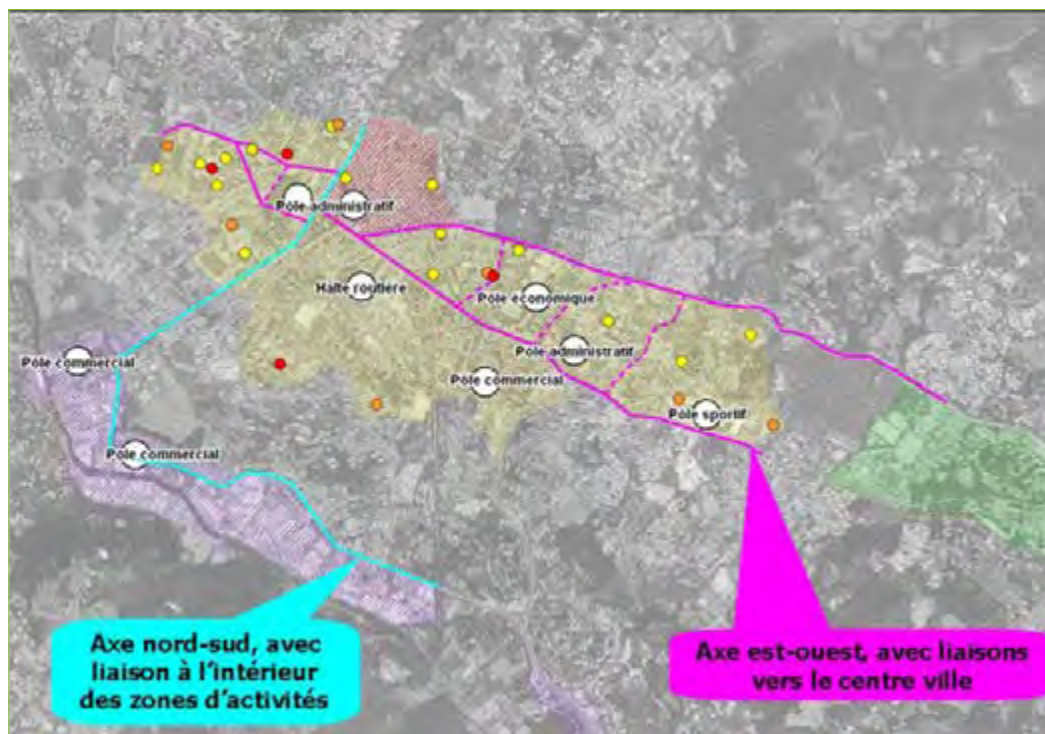 Pôle administratif
Halte routière
Pôle économique
Pôle commercial
Pôle administratif
Pôle commercial
Pôle sportif
Pôle commercial
Axe nord-sud, avec
liaison à l'intérieur
des zones d'activités
Axe est-ouest, avec liaisons
vers le centre ville